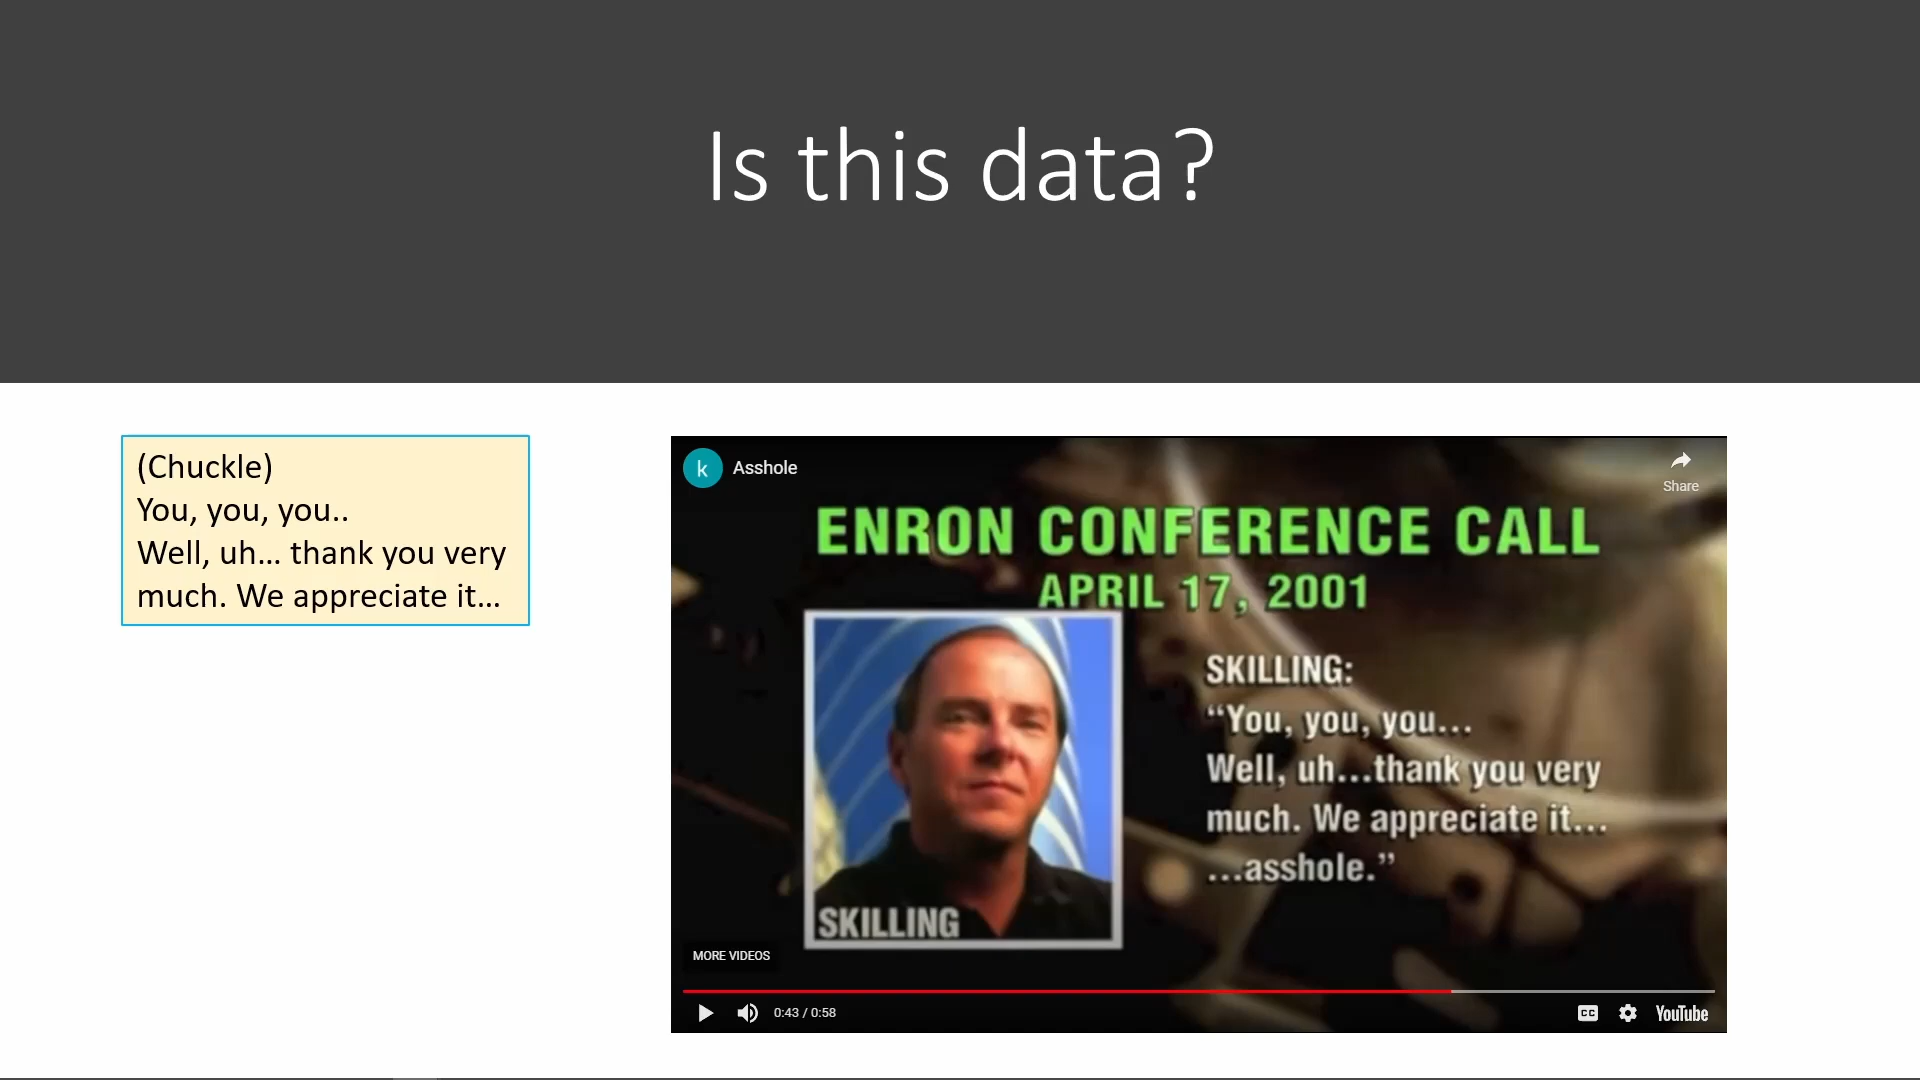 Is this data?
(Chuckle)
You, you, you..
Well, uh... thank you very
much. We appreciate it...
k
Asshole
Share
ENRON CONFERENCE CALL
APRIL 17, 2001
SKILLING:
“You, you, you...
Well, uh...thank you very
much. We appreciate it...
...asshole.”
SKILLING
MORE VIDEOS
0:43 / 0:58
CC
YouTube